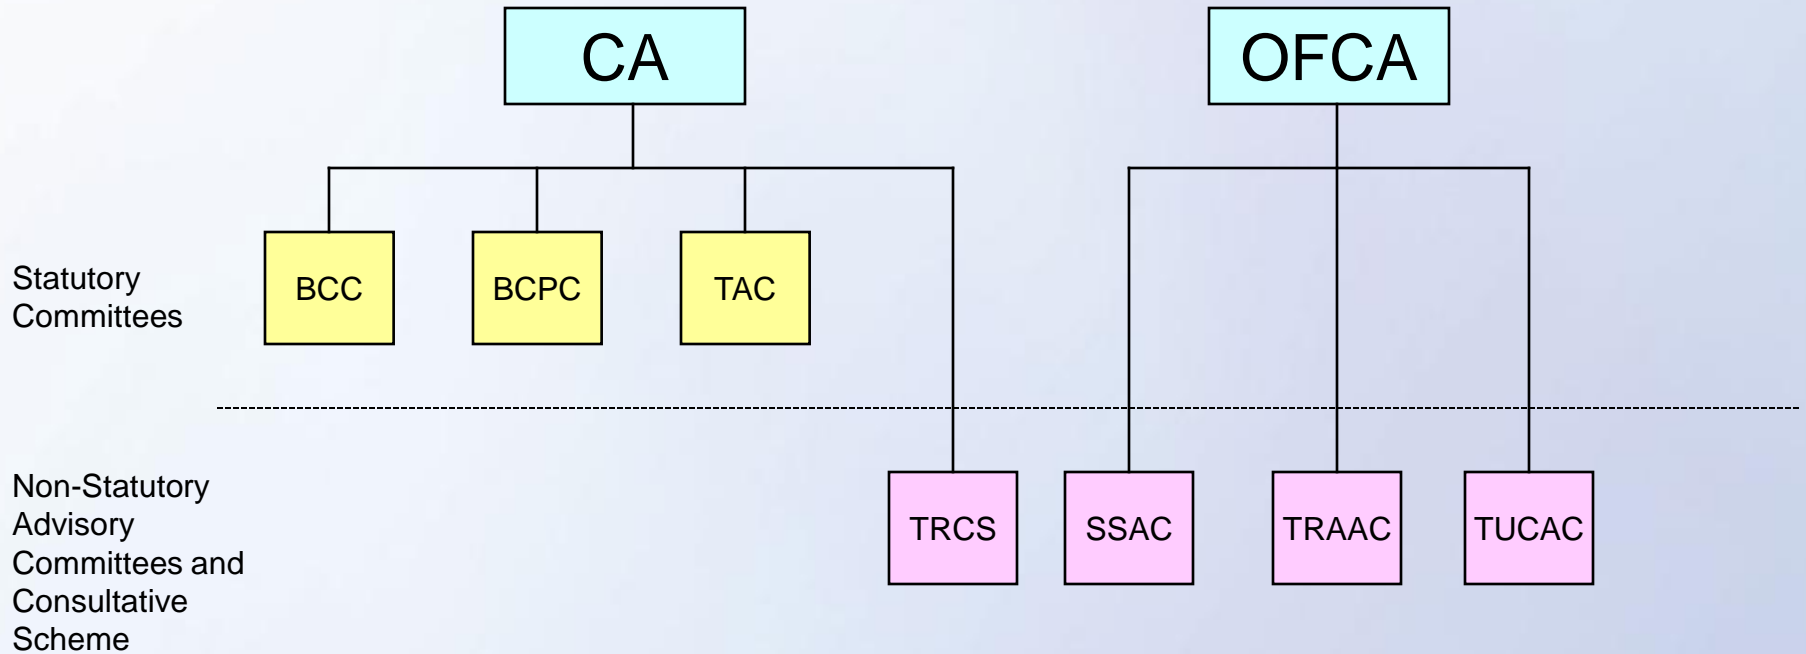 CA
OFCA
Statutory
Committees
BCC
BCPC
TAC
Non-Statutory
Advisory
Committees and
Consultative
Scheme
TRCS
SSAC
TRAAC
TUCAC